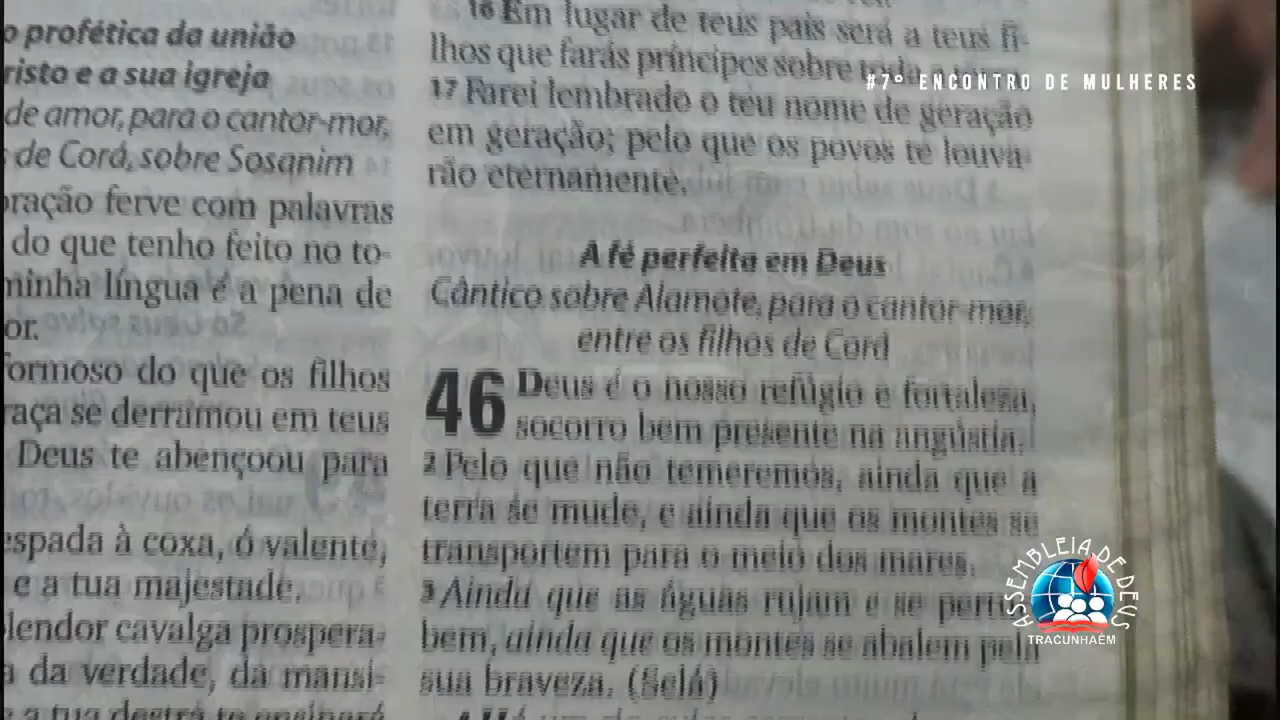 o profética da união
risto e a sua igreja
de amor, para o cantor-mor,
de Corá, sobre Sosanim
oração ferve com palavras
do que tenho feito no to-
minha língua é a pena de
or.
formoso do que os filhos
raça se derramou em teus
Deus te abençoou para
espada à coxa, ó valente,
e a tua majestade.
lendor cavalga prospera-
a da verdade, da mansi-
e a tua destra te ensinará
16 Em lugar de teus pais será a teus fi-
lhos que farás príncipes sobre toda a terra.
17 Farei lembrado o teu nome de geração
em geração; pelo que os povos te louva-
rão eternamente.
A fé perfeita em Deus
Cântico sobre Alamote, para o cantor-mor,
entre os filhos de Corá
46 Deus é o nosso refúgio e fortaleza,
socorro bem presente na angústia.
2 Pelo que não temeremos, ainda que a
terra se mude, e ainda que os montes se
transportem para o meio dos mares.
3 Ainda que as águas rujam e se pertur-
bem, ainda que os montes se abalem pela
sua braveza. (Selá)
#7º ENCONTRO DE MULHERES
ASSEMBLEIA DE DEUS
TRACUNHAÉM